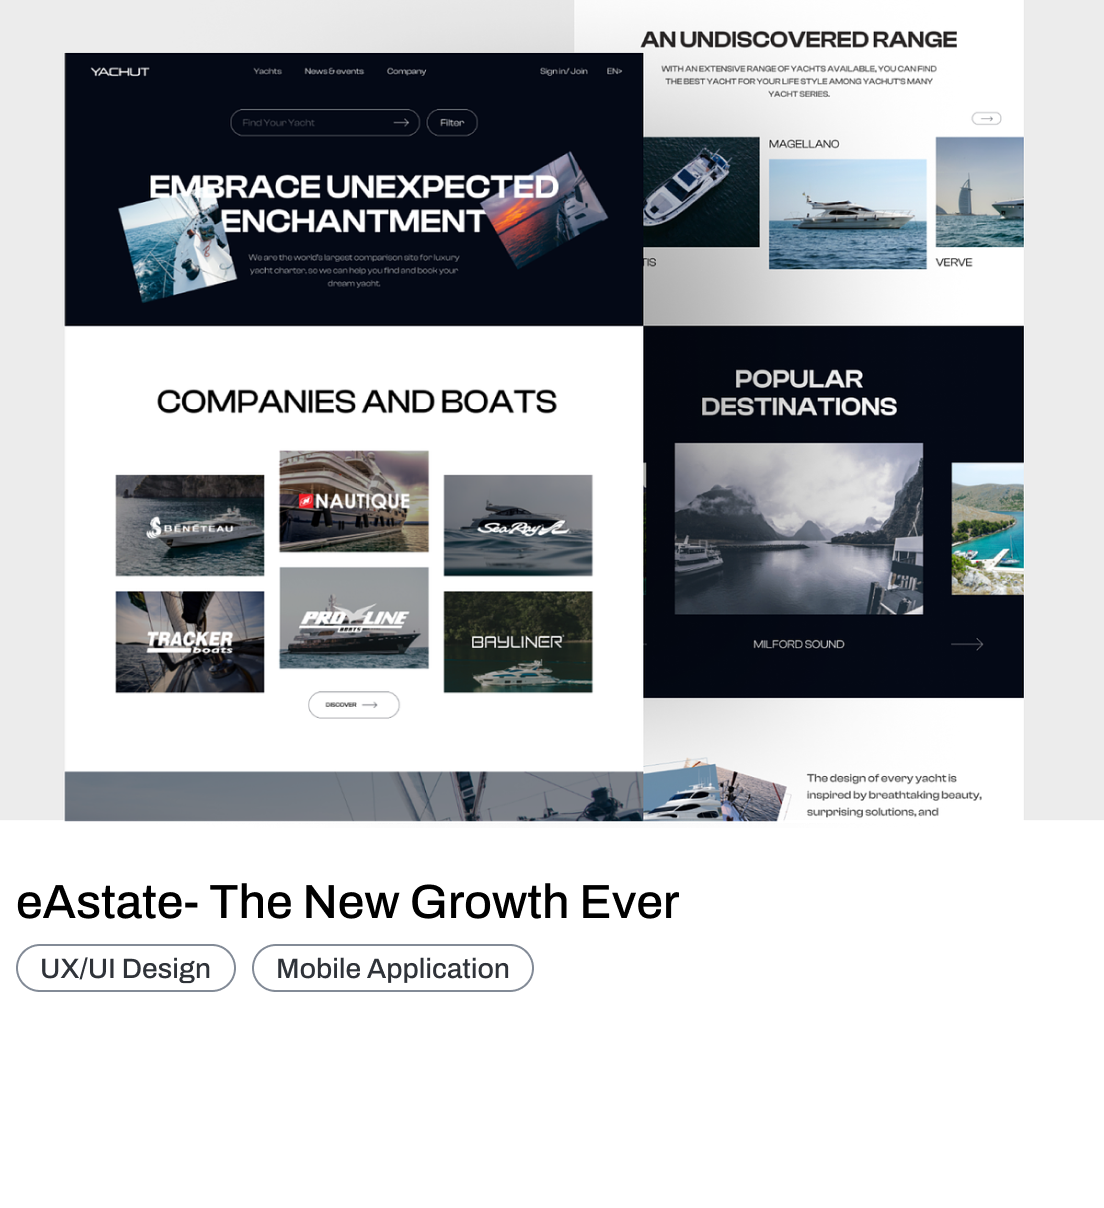 YACHUT
Yachts
News & events
Company
Sign in/ Join
EN>
Find Your Yacht
Filter
EMBRACE UNEXPECTED
ENCHANTMENT
We are the world's largest comparison site for luxury
yacht charter, so we can help you find and book your
dream yacht.
COMPANIES AND BOATS
BENETEAU
NAUTIQUE
Sea Ray
TRACKER
boats
PRO LINE
BAYLINER
DISCOVER
AN UNDISCOVERED RANGE
WITH AN EXTENSIVE RANGE OF YACHTS AVAILABLE, YOU CAN FIND
THE BEST YACHT FOR YOUR LIFE STYLE AMONG YACHUT'S MANY
YACHT SERIES.
MAGELLANO
TIS
VERVE
POPULAR
DESTINATIONS
MILFORD SOUND
The design of every yacht is
inspired by breathtaking beauty,
surprising solutions, and
eAstate- The New Growth Ever
UX/UI Design
Mobile Application